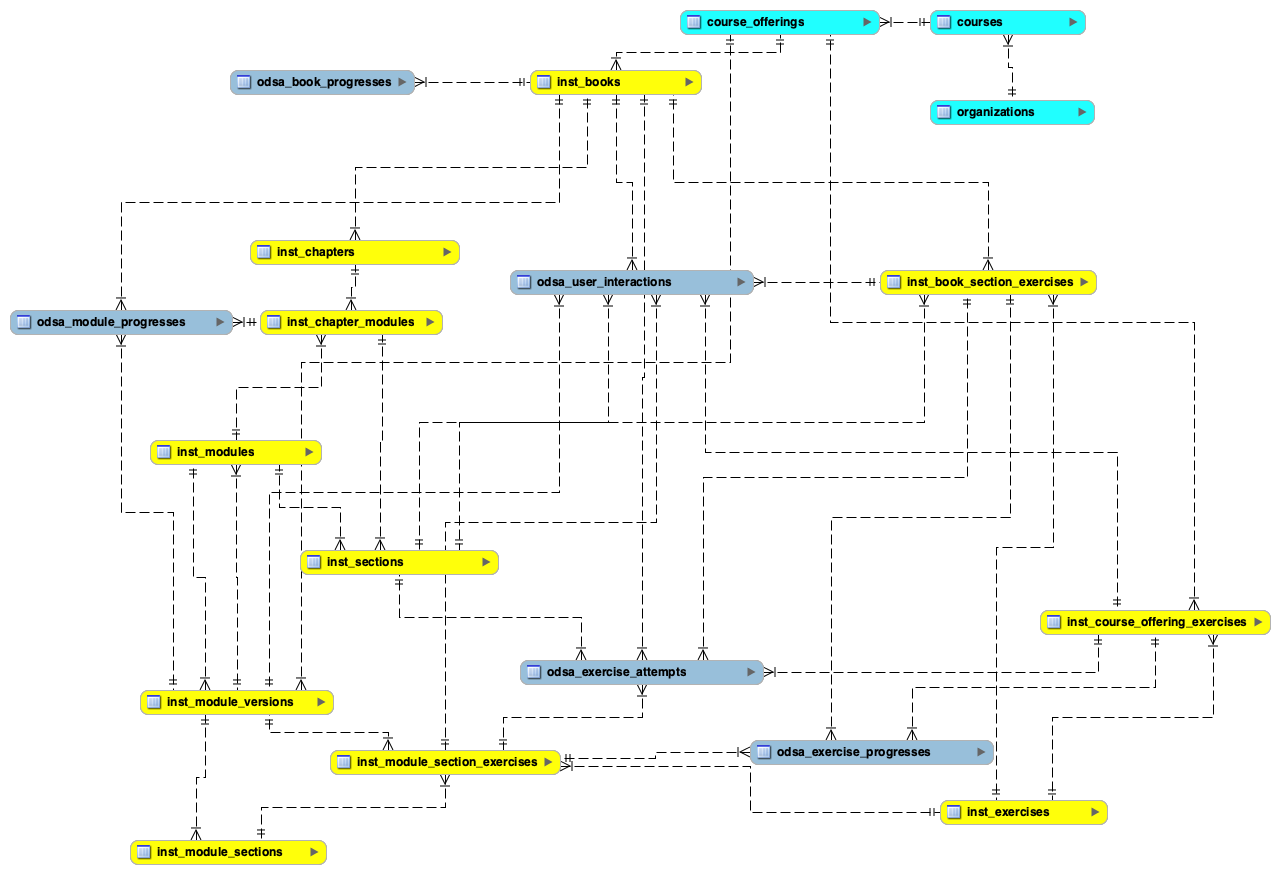 course_offerings
courses
odsa_book_progresses
inst_books
organizations
inst_chapters
odsa_user_interactions
inst_book_section_exercises
odsa_module_progresses
inst_chapter_modules
inst_modules
inst_sections
inst_course_offering_exercises
odsa_exercise_attempts
inst_module_versions
inst_module_section_exercises
odsa_exercise_progresses
inst_exercises
inst_module_sections